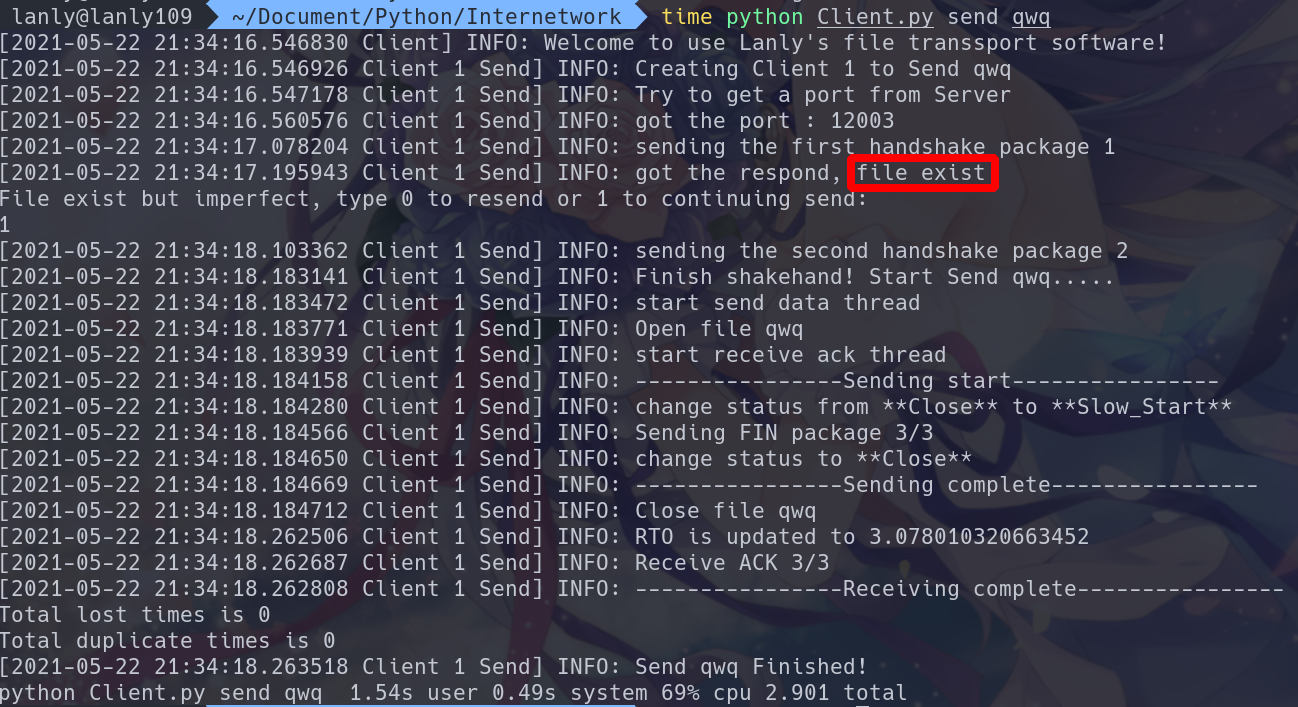 lanly@lanly109 ~/Document/Python/Internetwork time python Client.py send qwq
[2021-05-22 21:34:16.546830 Client] INFO: Welcome to use Lanly's file transsport software!
[2021-05-22 21:34:16.546926 Client 1 Send] INFO: Creating Client 1 to Send qwq
[2021-05-22 21:34:16.547178 Client 1 Send] INFO: Try to get a port from Server
[2021-05-22 21:34:16.560576 Client 1 Send] INFO: got the port : 12003
[2021-05-22 21:34:17.078204 Client 1 Send] INFO: sending the first handshake package 1
[2021-05-22 21:34:17.195943 Client 1 Send] INFO: got the respond, file exist
File exist but imperfect, type 0 to resend or 1 to continuing send:
1
[2021-05-22 21:34:18.103362 Client 1 Send] INFO: sending the second handshake package 2
[2021-05-22 21:34:18.183141 Client 1 Send] INFO: Finish shakehand! Start Send qwq.....
[2021-05-22 21:34:18.183472 Client 1 Send] INFO: start send data thread
[2021-05-22 21:34:18.183771 Client 1 Send] INFO: Open file qwq
[2021-05-22 21:34:18.183939 Client 1 Send] INFO: start receive ack thread
[2021-05-22 21:34:18.184158 Client 1 Send] INFO: ----------------Sending start----------------
[2021-05-22 21:34:18.184280 Client 1 Send] INFO: change status from **Close** to **Slow_Start**
[2021-05-22 21:34:18.184566 Client 1 Send] INFO: Sending FIN package 3/3
[2021-05-22 21:34:18.184650 Client 1 Send] INFO: change status to **Close**
[2021-05-22 21:34:18.184669 Client 1 Send] INFO: ----------------Sending complete----------------
[2021-05-22 21:34:18.184712 Client 1 Send] INFO: Close file qwq
[2021-05-22 21:34:18.262506 Client 1 Send] INFO: RTO is updated to 3.078010320663452
[2021-05-22 21:34:18.262687 Client 1 Send] INFO: Receive ACK 3/3
[2021-05-22 21:34:18.262808 Client 1 Send] INFO: ----------------Receiving complete----------------
Total lost times is 0
Total duplicate times is 0
[2021-05-22 21:34:18.263518 Client 1 Send] INFO: Send qwq Finished!
python Client.py send qwq  1.54s user 0.49s system 69% cpu 2.901 total